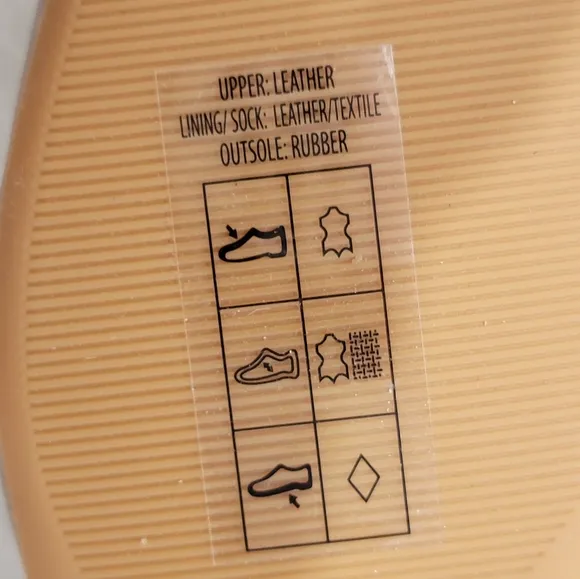 UPPER: LEATHER
LINING/ SOCK: LEATHER/TEXTILE
OUTSOLE: RUBBER